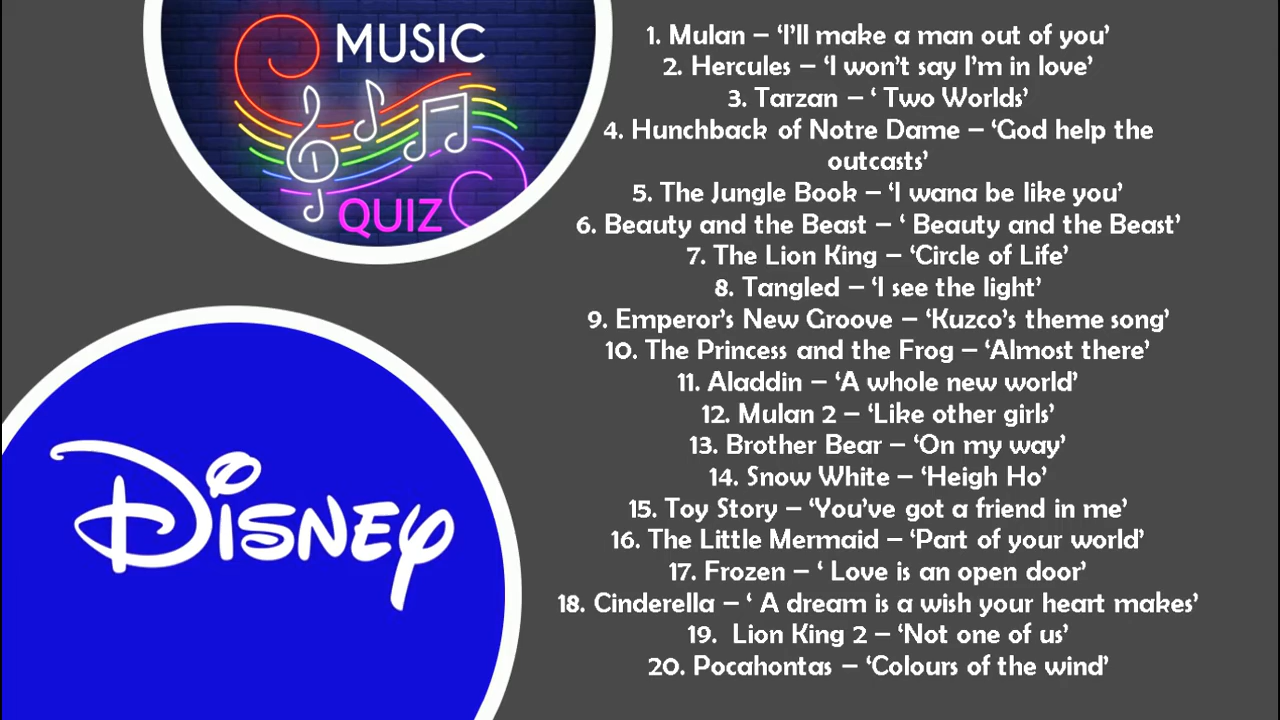 MUSIC
QUIZ
DISNEY
1. Mulan – ‘I’ll make a man out of you’
2. Hercules – ‘I won’t say I’m in love’
3. Tarzan – ‘ Two Worlds’
4. Hunchback of Notre Dame – ‘God help the
outcasts’
5. The Jungle Book – ‘I wana be like you’
6. Beauty and the Beast – ‘ Beauty and the Beast’
7. The Lion King – ‘Circle of Life’
8. Tangled – ‘I see the light’
9. Emperor’s New Groove – ‘Kuzco’s theme song’
10. The Princess and the Frog – ‘Almost there’
11. Aladdin – ‘A whole new world’
12. Mulan 2 – ‘Like other girls’
13. Brother Bear – ‘On my way’
14. Snow White – ‘Heigh Ho’
15. Toy Story – ‘You’ve got a friend in me’
16. The Little Mermaid – ‘Part of your world’
17. Frozen – ‘ Love is an open door’
18. Cinderella – ‘ A dream is a wish your heart makes’
19.  Lion King 2 – ‘Not one of us’
20. Pocahontas – ‘Colours of the wind’